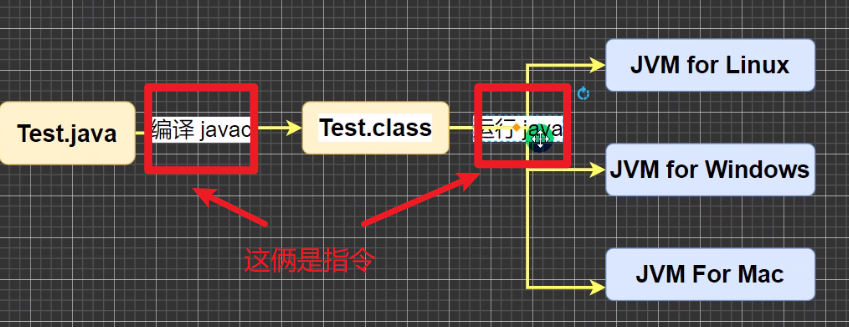 JVM for Linux
Test.java
编译 javac
Test.class
运行 java
JVM for Windows
这俩是指令
JVM For Mac